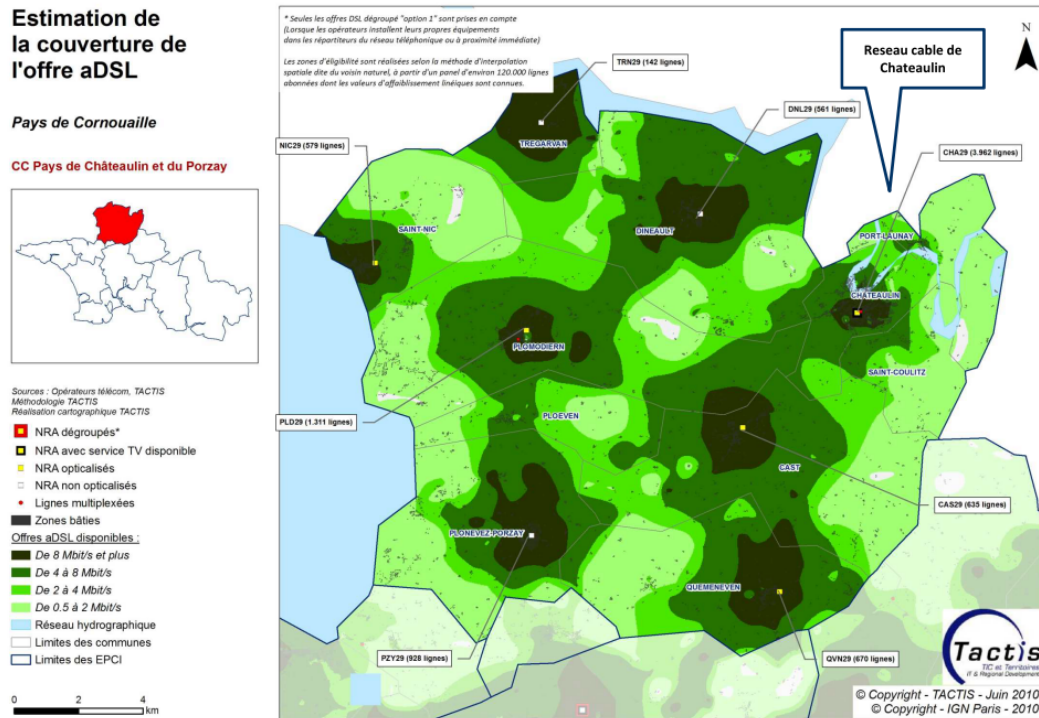 Estimation de
la couverture de
l'offre aDSL
Pays de Cornouaille
CC Pays de Châteaulin et du Porzay
Sources : Opérateurs télécom, TACTIS
Méthodologie TACTIS
Réalisation cartographique TACTIS
NRA dégroupés*
NRA avec service TV disponible
NRA opticalisés
NRA non opticalisés
Lignes multiplexées
Zones bâties
Offres aDSL disponibles :
De 8 Mbit/s et plus
De 4 à 8 Mbit/s
De 2 à 4 Mbit/s
De 0.5 à 2 Mbit/s
Réseau hydrographique
Limites des communes
Limites des EPCI
0 2 4
km
* Seules les offres DSL dégroupé "option 1" sont prises en compte
(Lorsque les opérateurs installent leurs propres équipements
dans les répartiteurs du réseau téléphonique ou à proximité immédiate)
Les zones d'éligibilité sont réalisées selon la méthode d'interpolation
spatiale dite du voisin naturel, à partir d'un panel d'environ 120.000 lignes
abonnées dont les valeurs d'affaiblissement linéiques sont connues.
Reseau cable de
Chateaulin
N
TRN29 (142 lignes)
DNL29 (561 lignes)
NIC29 (579 lignes)
CHA29 (3.962 lignes)
TREGARVAN
SAINT-NIC
DINEAULT
PORT-LAUNAY
CHATEAULIN
PLOMODIERN
SAINT-COULITZ
PLOEVEN
PLD29 (1.311 lignes)
CAST
CAS29 (635 lignes)
PLONEVEZ-PORZAY
QUEMENEVEN
PZY29 (928 lignes)
QVN29 (670 lignes)
Tactis
TIC et Territoires
IT & Regional Development
© Copyright - TACTIS - Juin 2010
© Copyright - IGN Paris - 2010